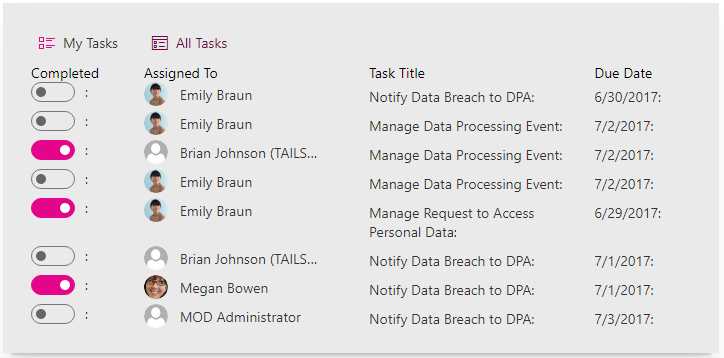 My Tasks All Tasks
Completed Assigned To Task Title Due Date
: Emily Braun Notify Data Breach to DPA: 6/30/2017:
: Emily Braun Manage Data Processing Event: 7/2/2017:
: Brian Johnson (TAILS... Manage Data Processing Event: 7/2/2017:
: Emily Braun Manage Data Processing Event: 7/2/2017:
: Emily Braun Manage Request to Access 6/29/2017:
Personal Data:
: Brian Johnson (TAILS... Notify Data Breach to DPA: 7/1/2017:
: Megan Bowen Notify Data Breach to DPA: 7/1/2017:
: MOD Administrator Notify Data Breach to DPA: 7/3/2017: